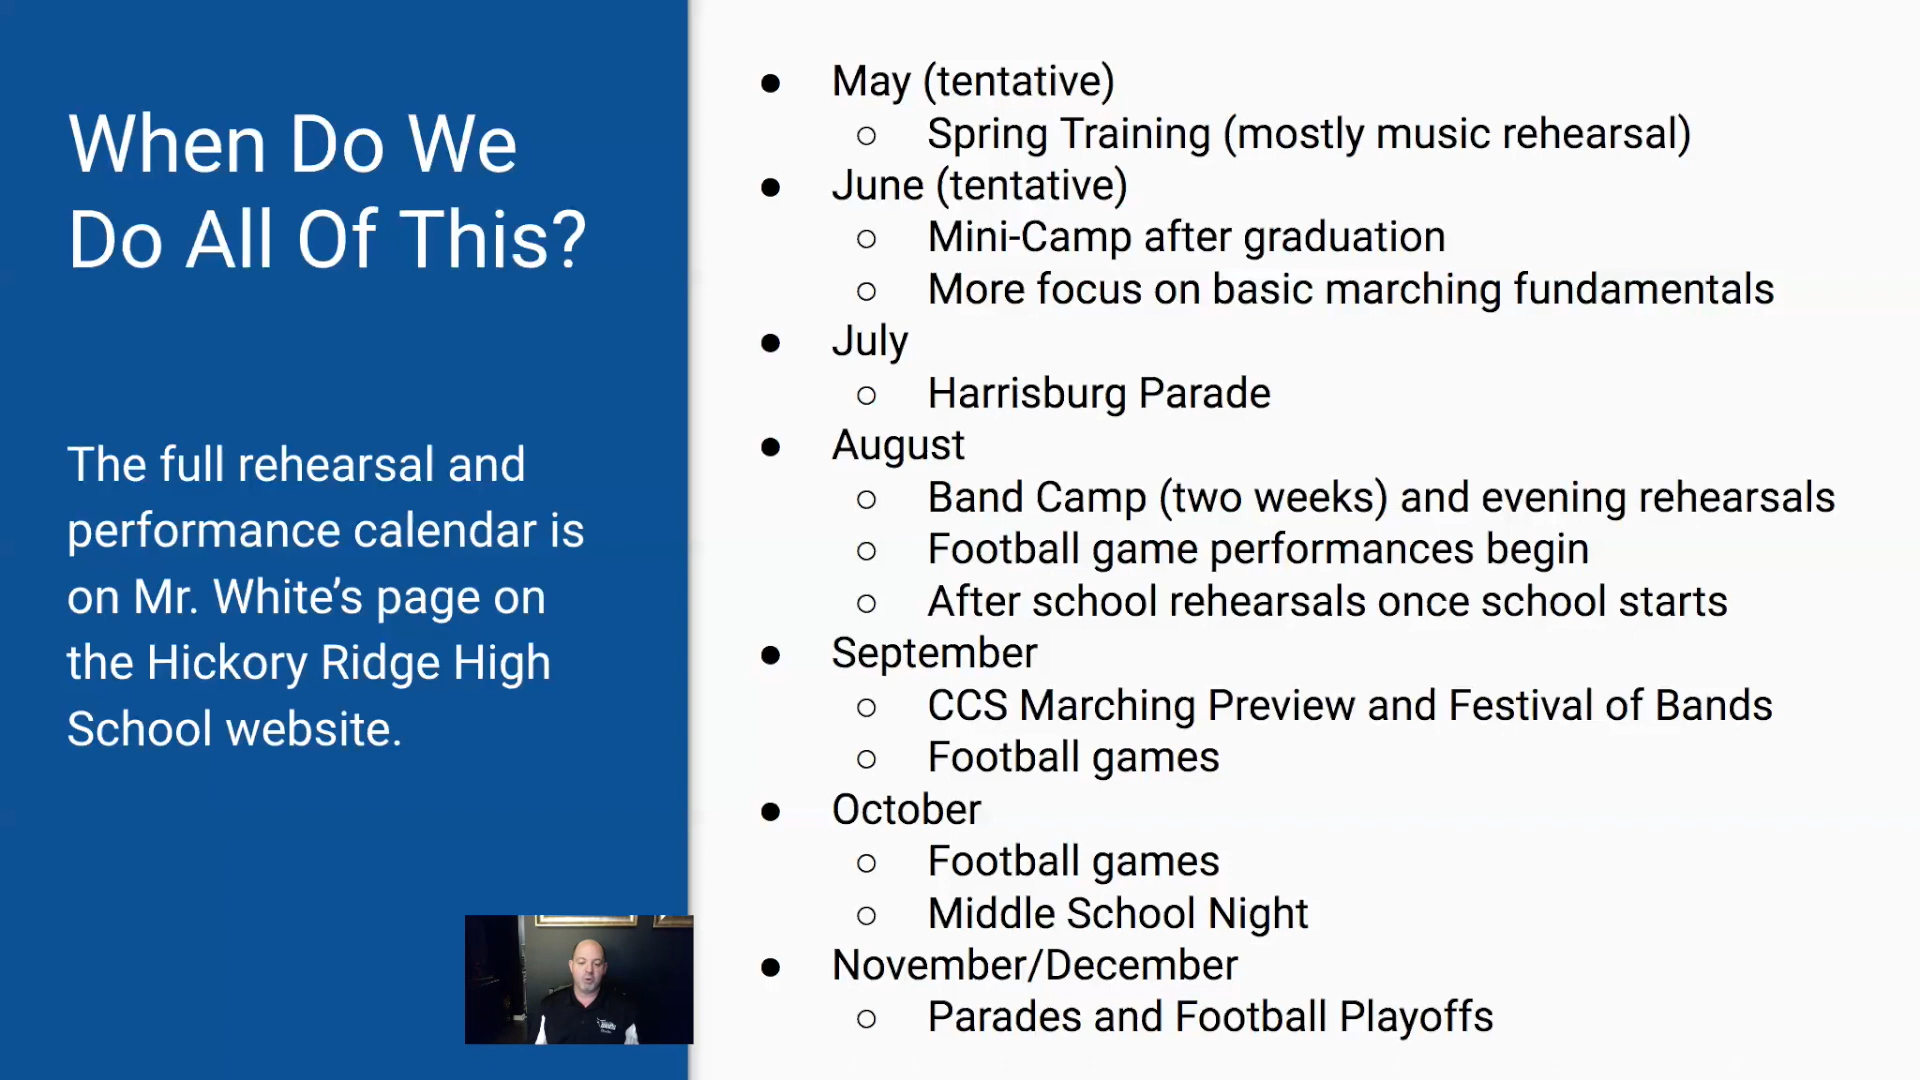 When Do We
Do All Of This?
The full rehearsal and
performance calendar is
on Mr. White’s page on
the Hickory Ridge High
School website.
● May (tentative)
○ Spring Training (mostly music rehearsal)
● June (tentative)
○ Mini-Camp after graduation
○ More focus on basic marching fundamentals
● July
○ Harrisburg Parade
● August
○ Band Camp (two weeks) and evening rehearsals
○ Football game performances begin
○ After school rehearsals once school starts
● September
○ CCS Marching Preview and Festival of Bands
○ Football games
● October
○ Football games
○ Middle School Night
● November/December
○ Parades and Football Playoffs